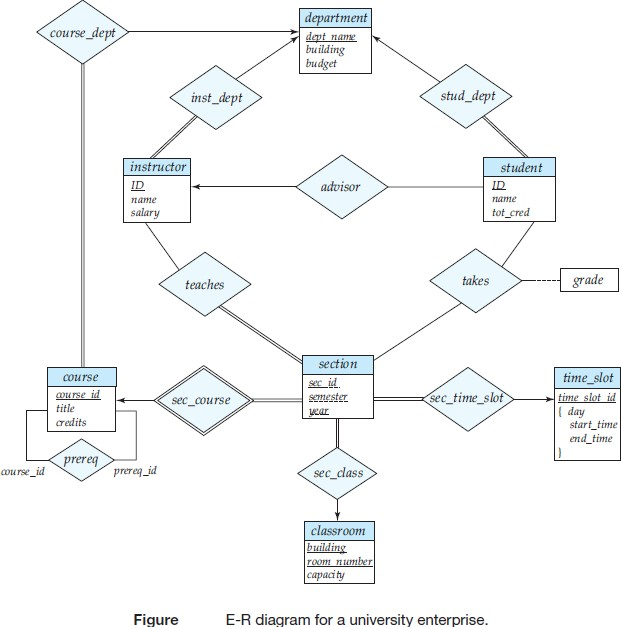 department
course_dept
dept_name
building
budget
inst_dept
stud_dept
instructor
ID
name
salary
advisor
student
ID
name
tot_cred
teaches
takes
grade
section
sec_id
semester
year
course
course_id
title
credits
sec_course
sec_time_slot
time_slot
time_slot_id
{ day
start_time
end_time
}
prereq
course_id
prereq_id
sec_class
classroom
building
room_number
capacity
Figure E-R diagram for a university enterprise.